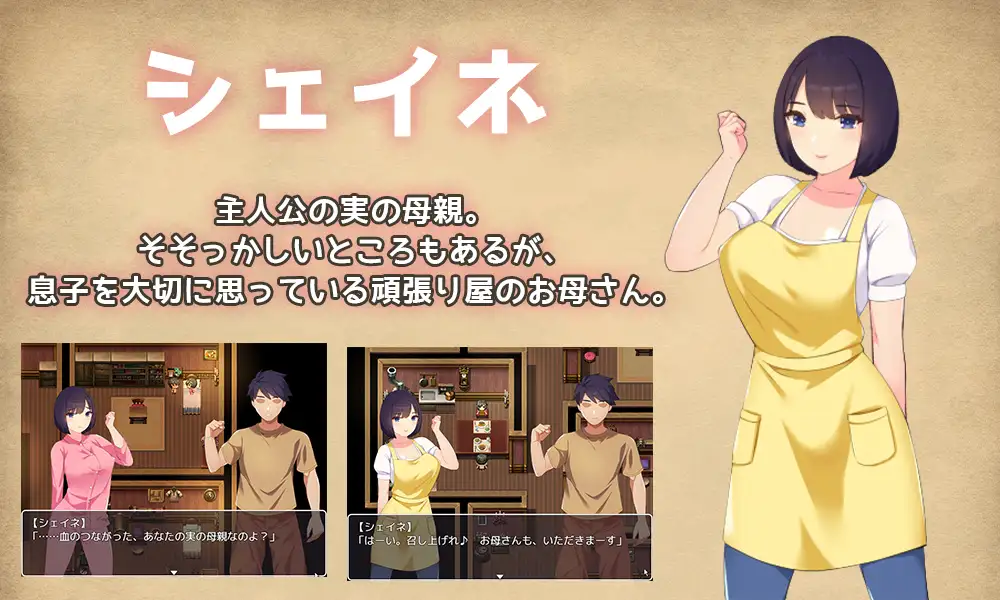 シェイネ
主人公の実の母親。
そそっかしいところもあるが、
息子を大切に思っている頑張り屋のお母さん。
【シェイネ】
「……血のつながった、あなたの実の母親なのよ？」
【シェイネ】
「はーい。召し上げれ♪　お母さんも、いただきまーす」